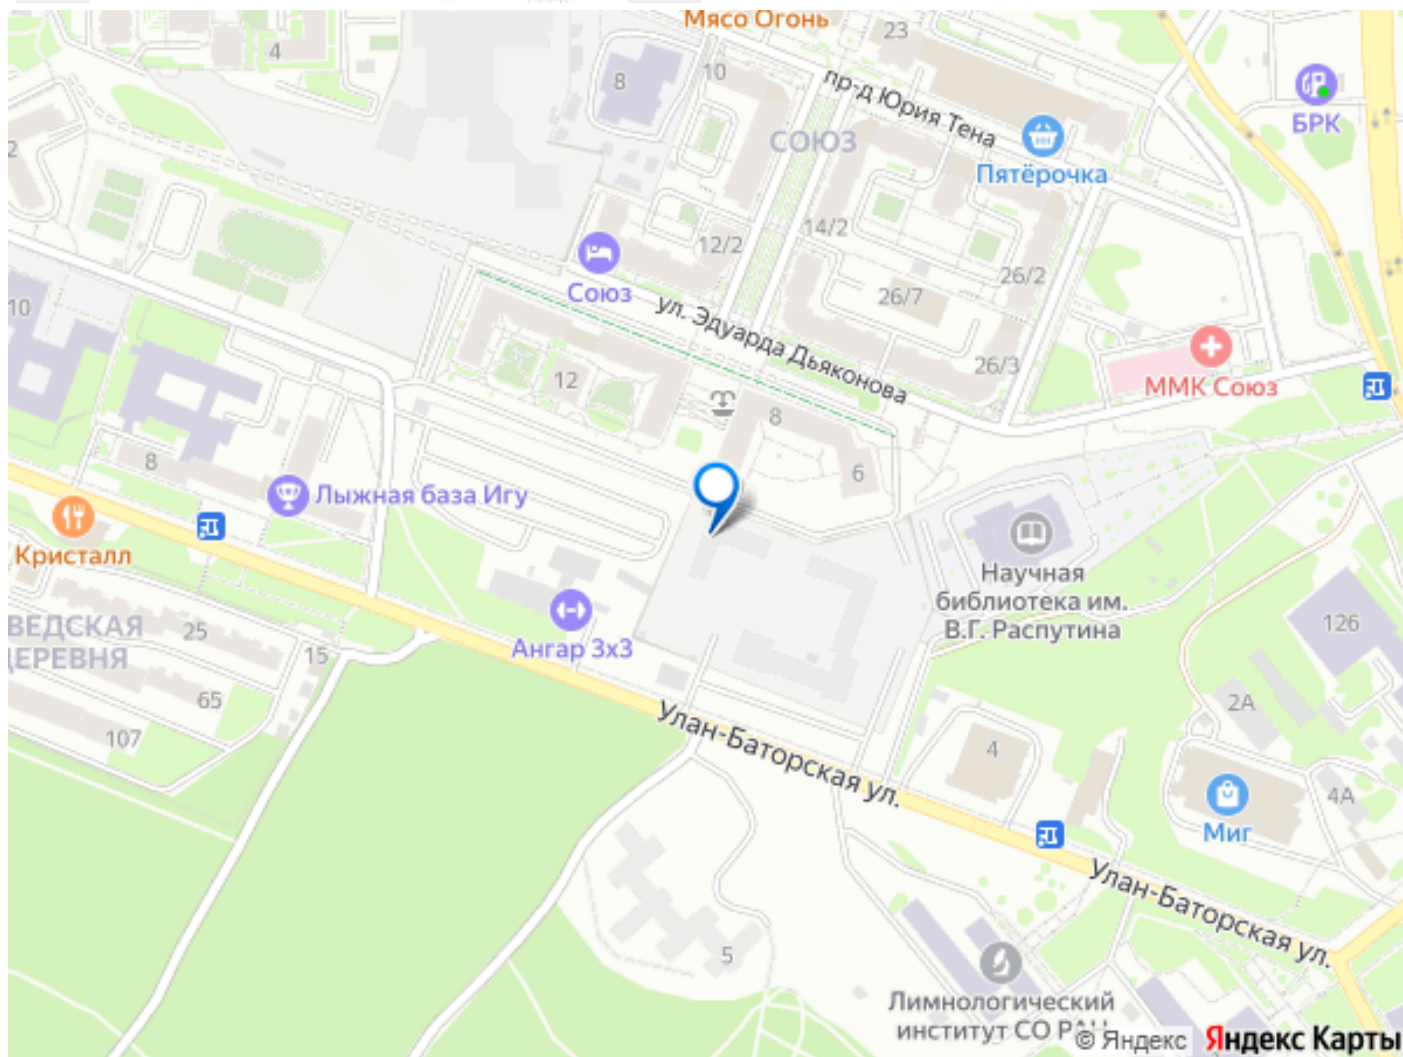 Мясо Огонь
23
4
10
8
пр-д Юрия Тена
БРК
СОЮЗ
Пятёрочка
2
14/2
12/2
26/2
Союз
26/7
10
ул. Эдуарда Дьяконова
26/3
ММК Союз
12
8
6
8
Лыжная база Игу
Кристалл
Научная
библиотека им.
В.Г. Распутина
ВЕДСКАЯ
ДЕРЕВНЯ
25
15
Ангар 3x3
126
65
2А
107
Улан-Баторская ул.
4
4А
Миг
Улан-Баторская ул.
5
Лимнологический
институт СО РАН
© Яндекс Яндекс Карты